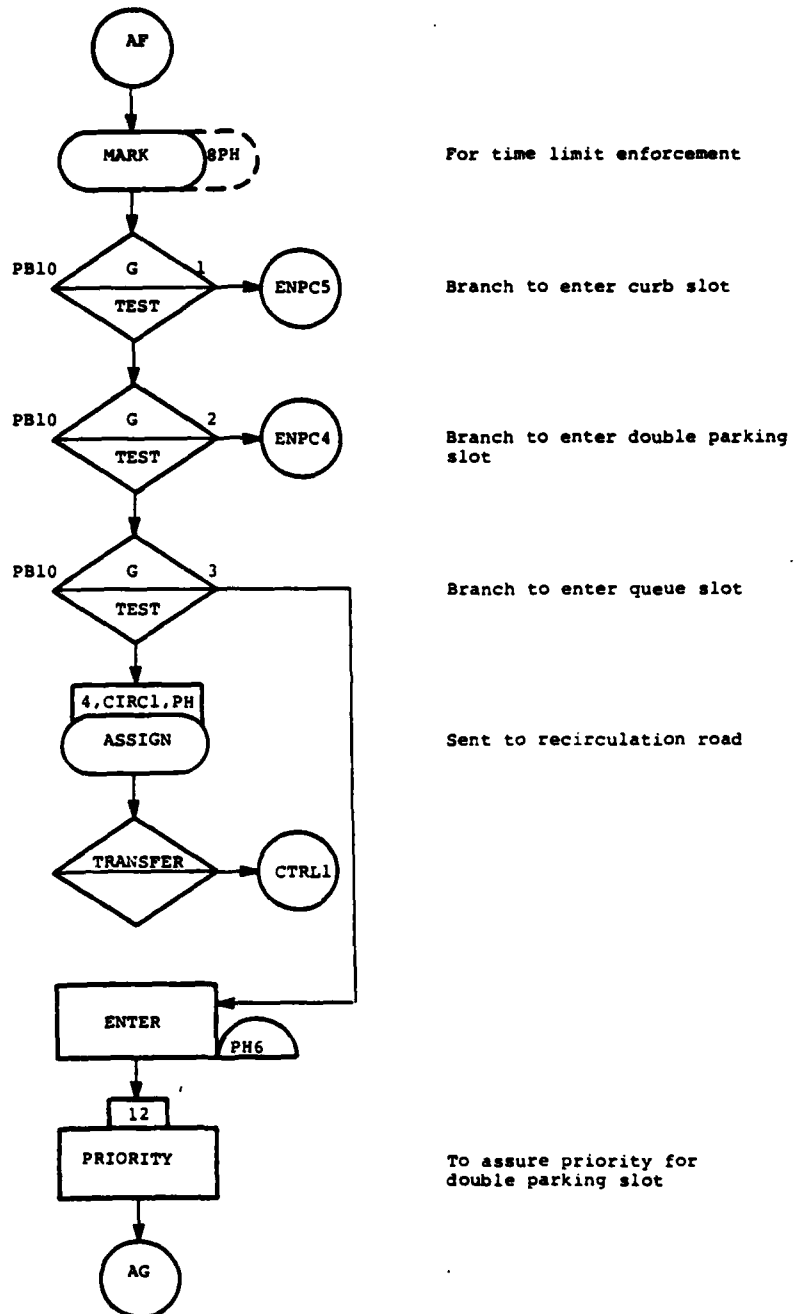 AF
MARK 8PH For time limit enforcement
PB10 G 1 ENPC5 Branch to enter curb slot
TEST
PB10 G 2 ENPC4 Branch to enter double parking
TEST slot
PB10 G 3 Branch to enter queue slot
TEST
4,CIRC1,PH
ASSIGN Sent to recirculation road
TRANSFER CTRL1
ENTER
PH6
12
PRIORITY To assure priority for
double parking slot
AG